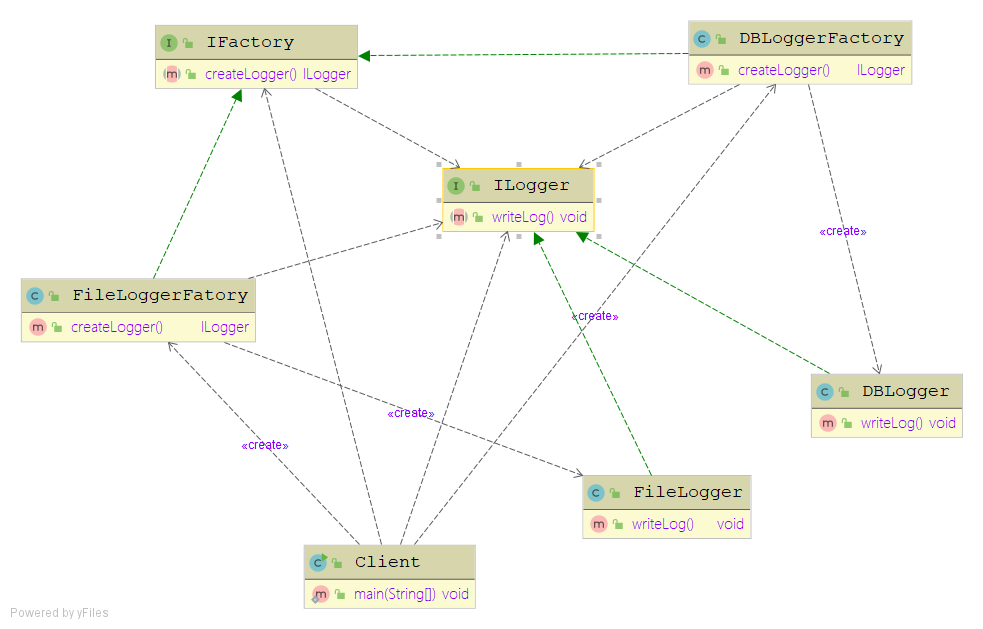 I IFactory
m createLogger() ILogger
C DBLoggerFactory
m createLogger() ILogger
I ILogger
m writeLog() void
«create»
C FileLoggerFatory
m createLogger() ILogger
«create»
C DBLogger
m writeLog() void
«create»
«create»
C FileLogger
m writeLog() void
C Client
m main(String[]) void
Powered by yFiles